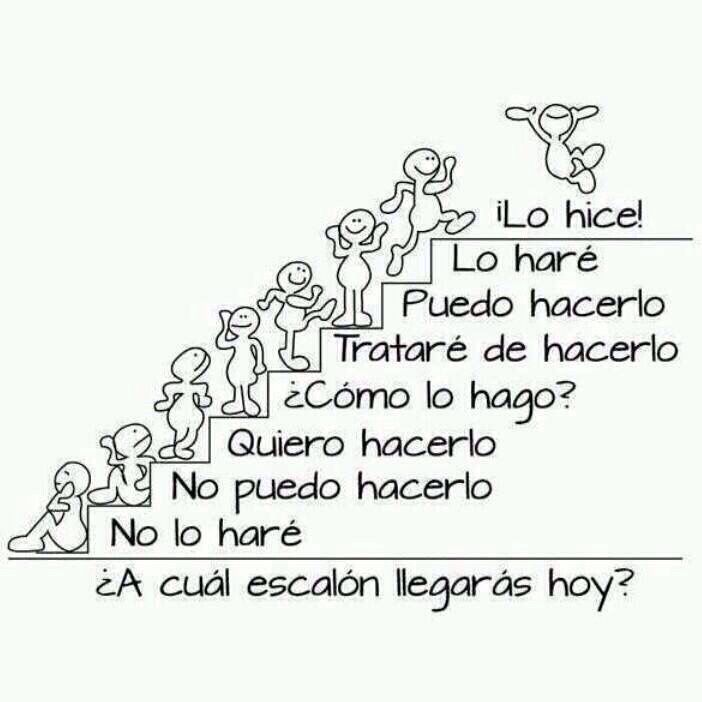 ¡Lo hice!
Lo haré
Puedo hacerlo
Trataré de hacerlo
¿Cómo lo hago?
Quiero hacerlo
No puedo hacerlo
No lo haré
¿A cuál escalón llegarás hoy?